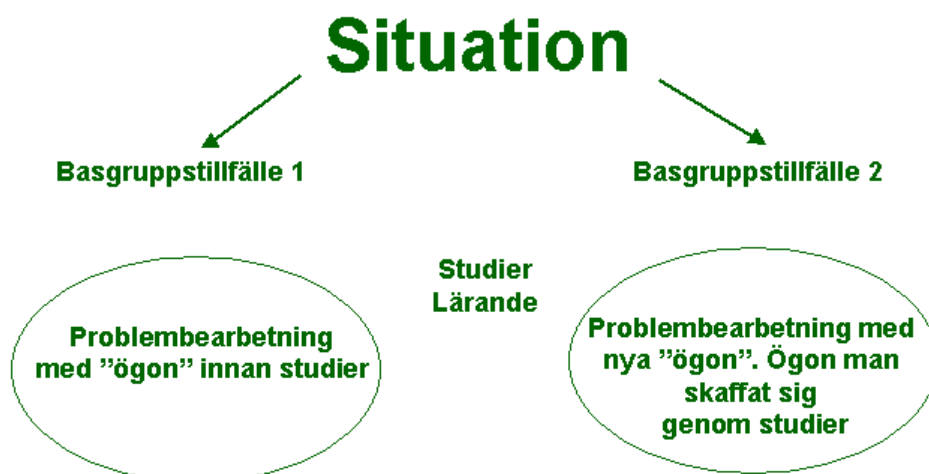 Situation
Basgruppstillfälle 1
Basgruppstillfälle 2
Studier
Lärande
Problembearbetning
med ”ögon” innan studier
Problembearbetning med
nya ”ögon”. Ögon man
skaffat sig
genom studier